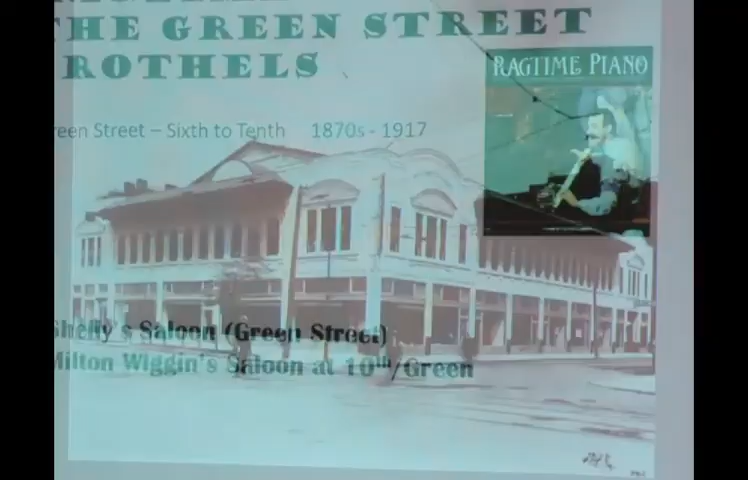 THE GREEN STREET
ROTHELS
RAGTIME PIANO
reen Street – Sixth to Tenth 1870s - 1917
Shelly's Saloon (Green Street)
Milton Wiggin's Saloon at 10th/Green